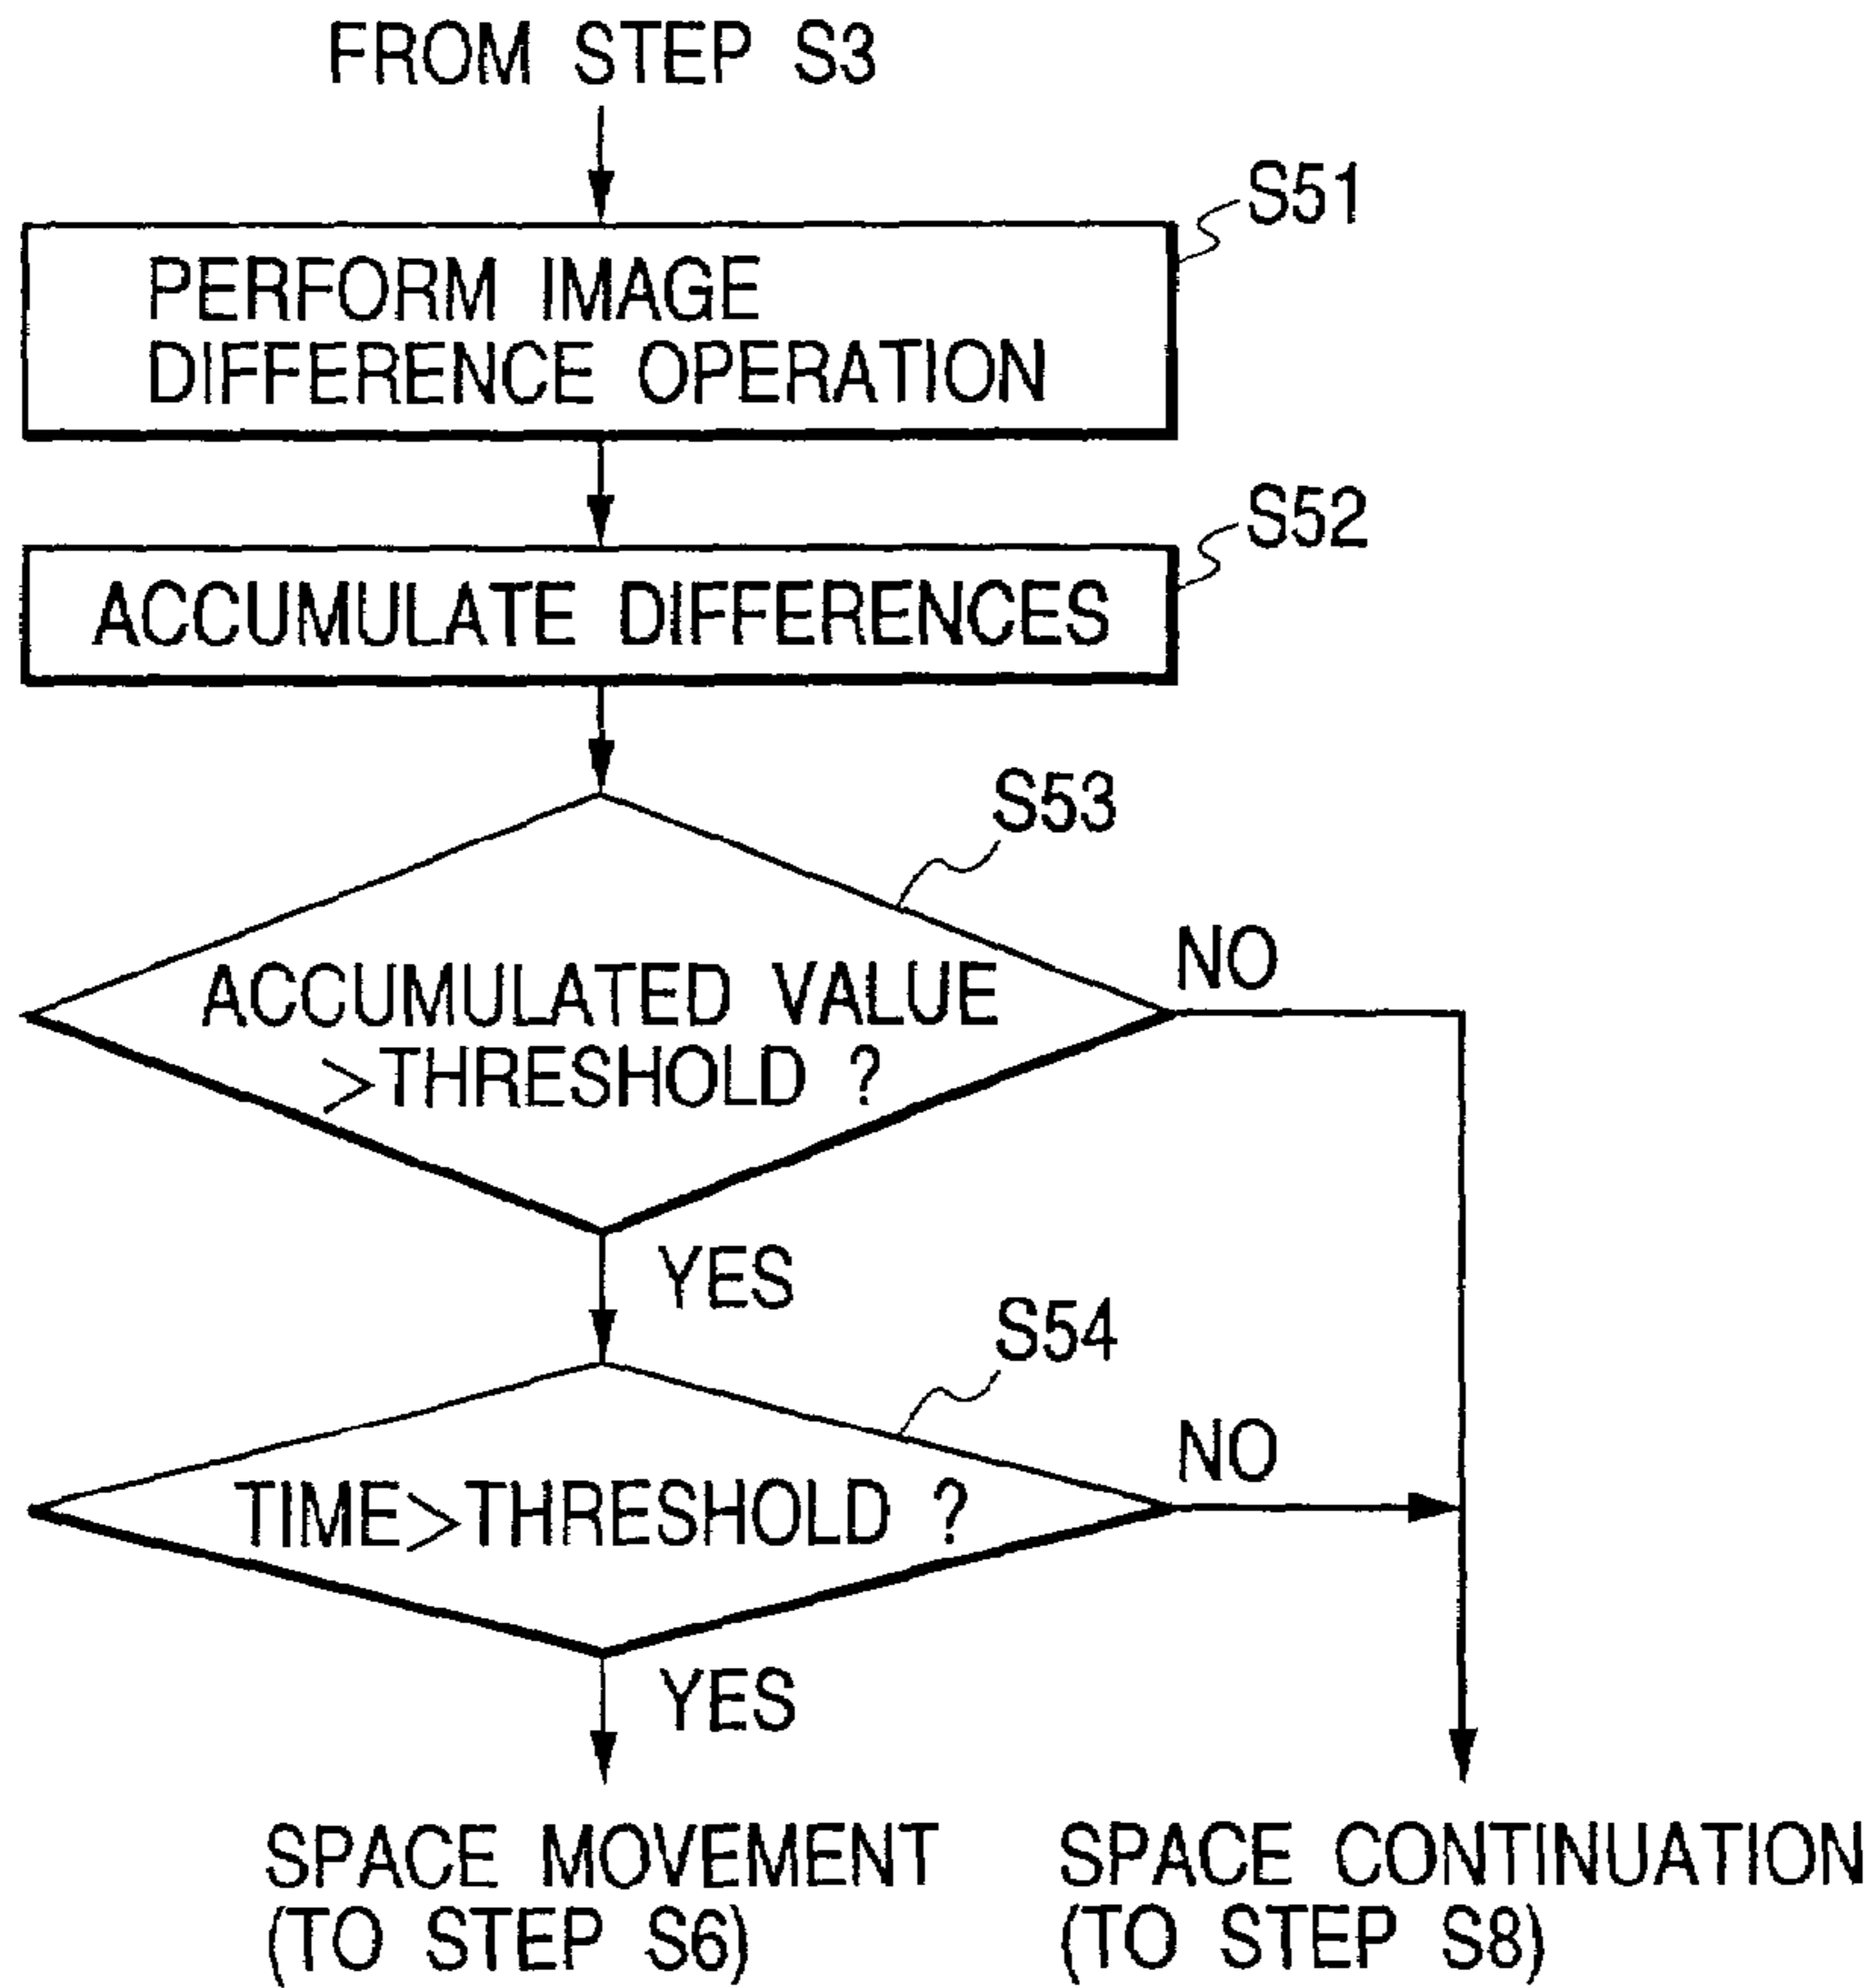 FROM STEP S3
S51
PERFORM IMAGE
DIFFERENCE OPERATION
S52
ACCUMULATE DIFFERENCES
S53
ACCUMULATED VALUE
>THRESHOLD ?
NO
YES
S54
TIME>THRESHOLD ?
NO
YES
SPACE MOVEMENT
(TO STEP S6)
SPACE CONTINUATION
(TO STEP S8)